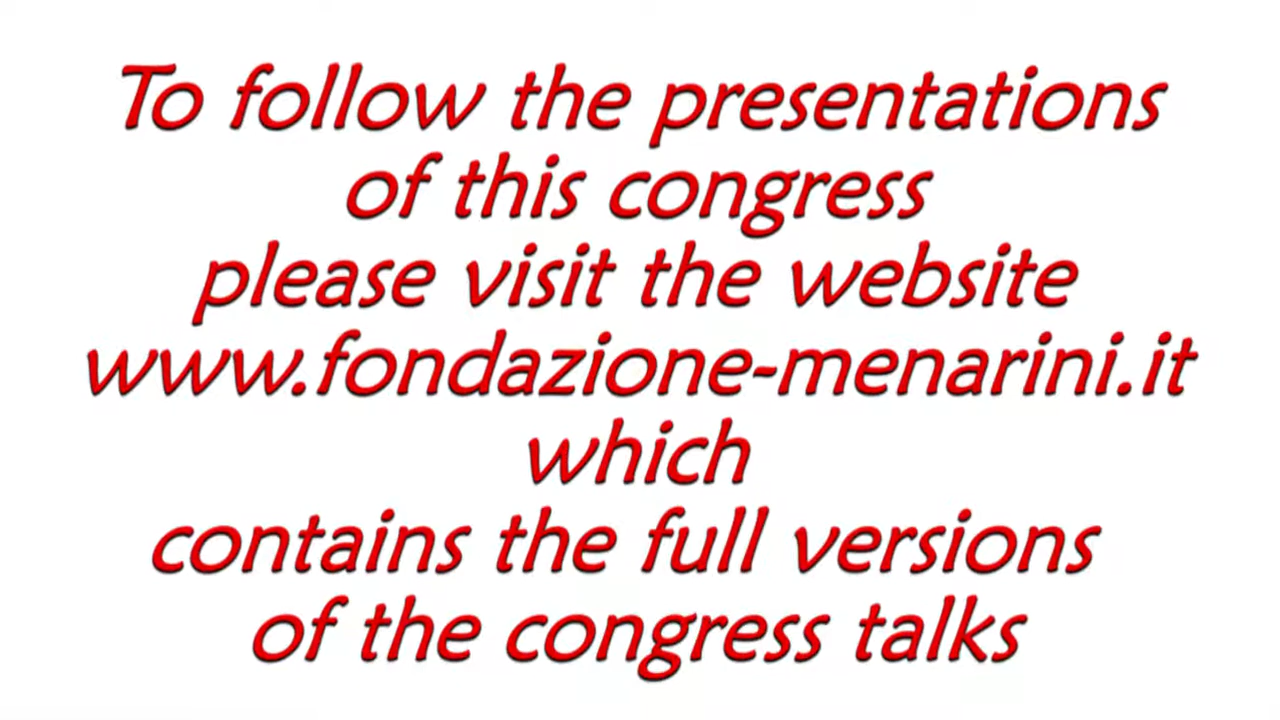 To follow the presentations
of this congress
please visit the website
www.fondazione-menarini.it
which
contains the full versions
of the congress talks